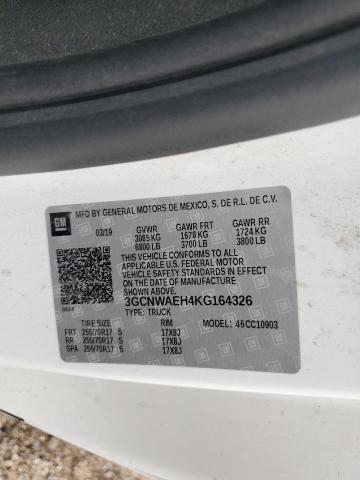 GM
MFD BY GENERAL MOTORS DE MEXICO, S. DE R.L. DE C.V.
03/19 GVWR GAWR FRT GAWR RR
3085 KG 1678 KG 1724 KG
6800 LB 3700 LB 3800 LB
THIS VEHICLE CONFORMS TO ALL APPLICABLE U.S.
FEDERAL MOTOR VEHICLE SAFETY AND THEFT
PREVENTION STANDARDS IN EFFECT ON THE DATE OF
MANUFACTURE SHOWN ABOVE.
3GCNWAEH4KG164326
TYPE: TRUCK MODEL: 46CC10903
TIRE SIZE RIM
FRT 255/70R17 S 17X8J
RR 255/70R17 S 17X8J
SPA 255/70R17 S 17X8J